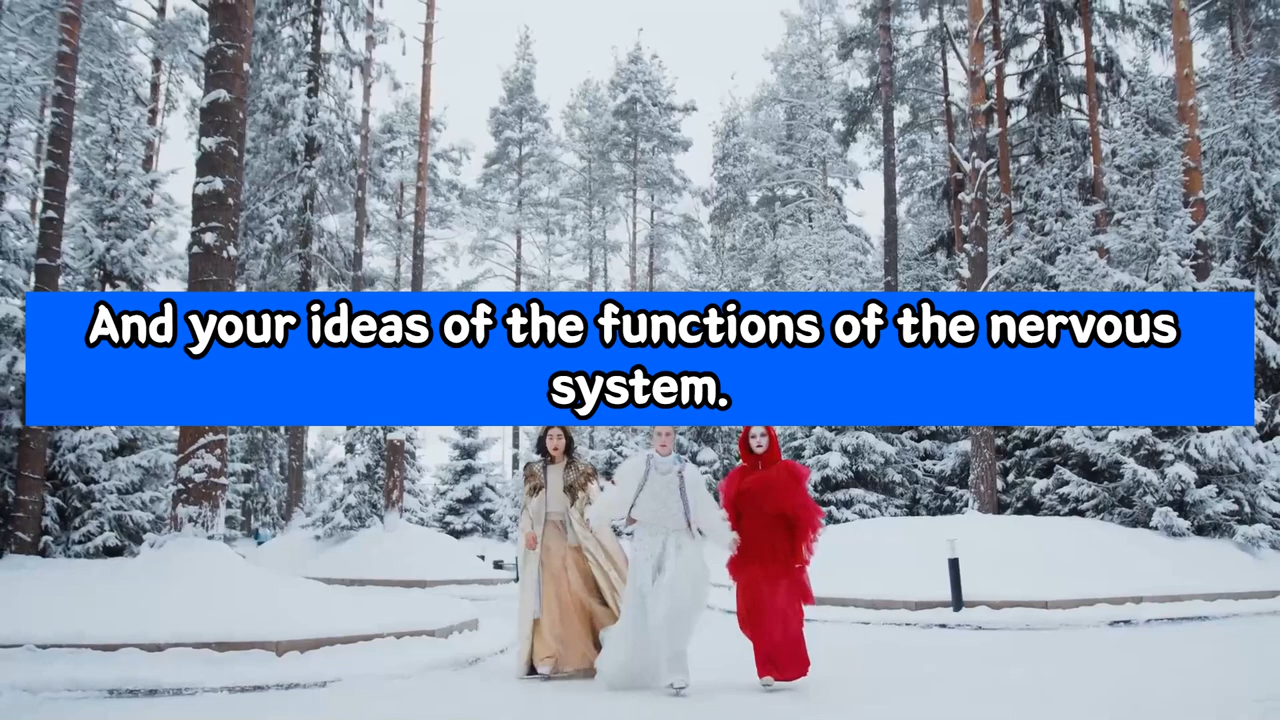 And your ideas of the functions of the nervous
system.